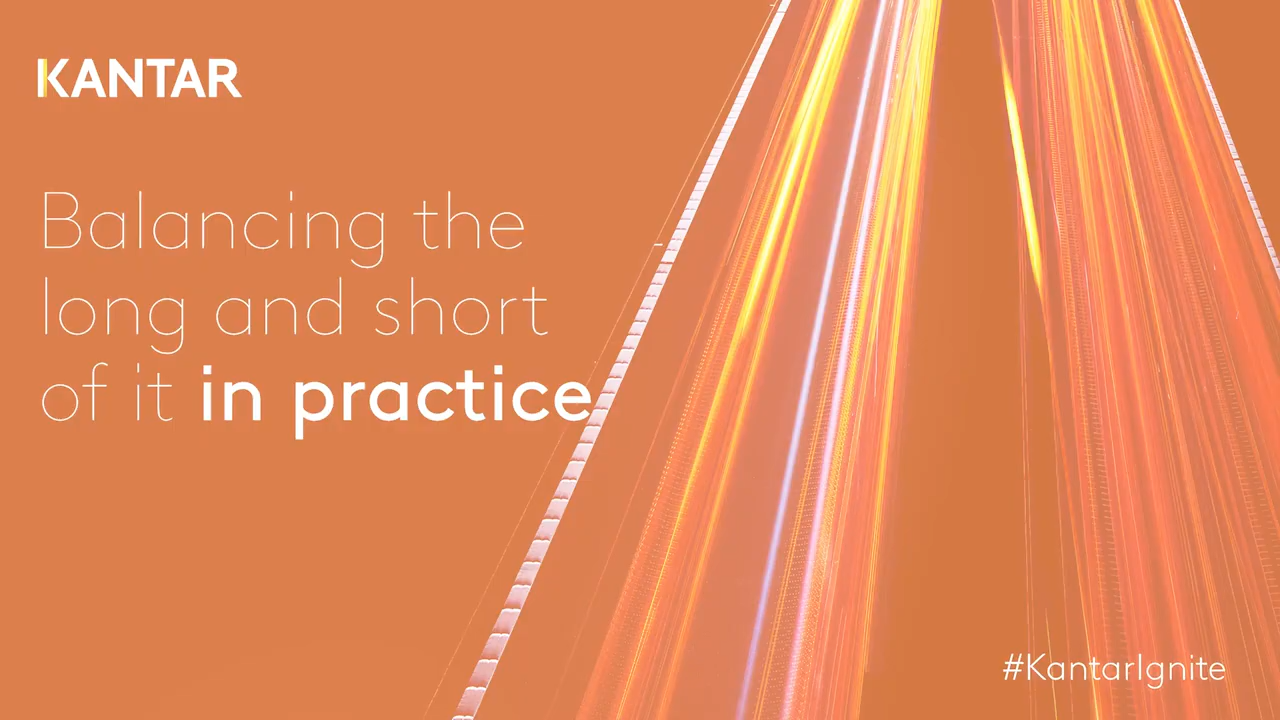 KANTAR
Balancing the
long and short
of it in practice
#KantarIgnite